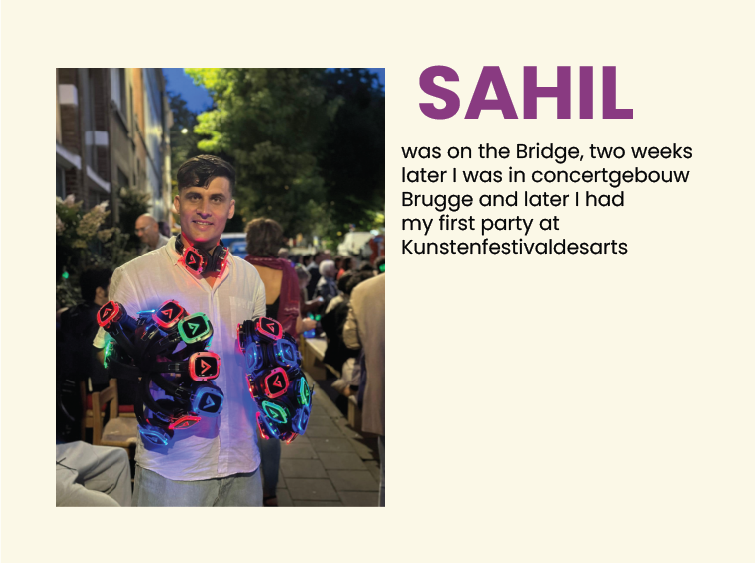 SAHIL
was on the Bridge, two weeks
later I was in concertgebouw
Brugge and later I had
my first party at
Kunstenfestivaldesarts